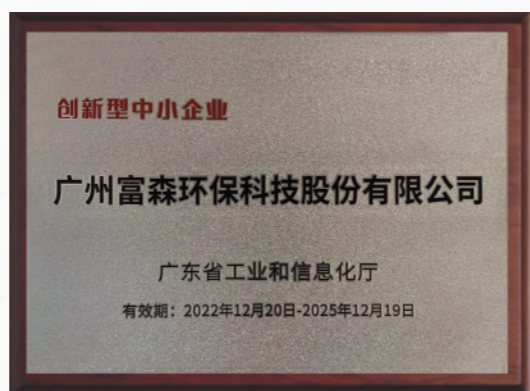 创新型中小企业
广州富森环保科技股份有限公司
广东省工业和信息化厅
有效期：2022年12月20日-2025年12月19日